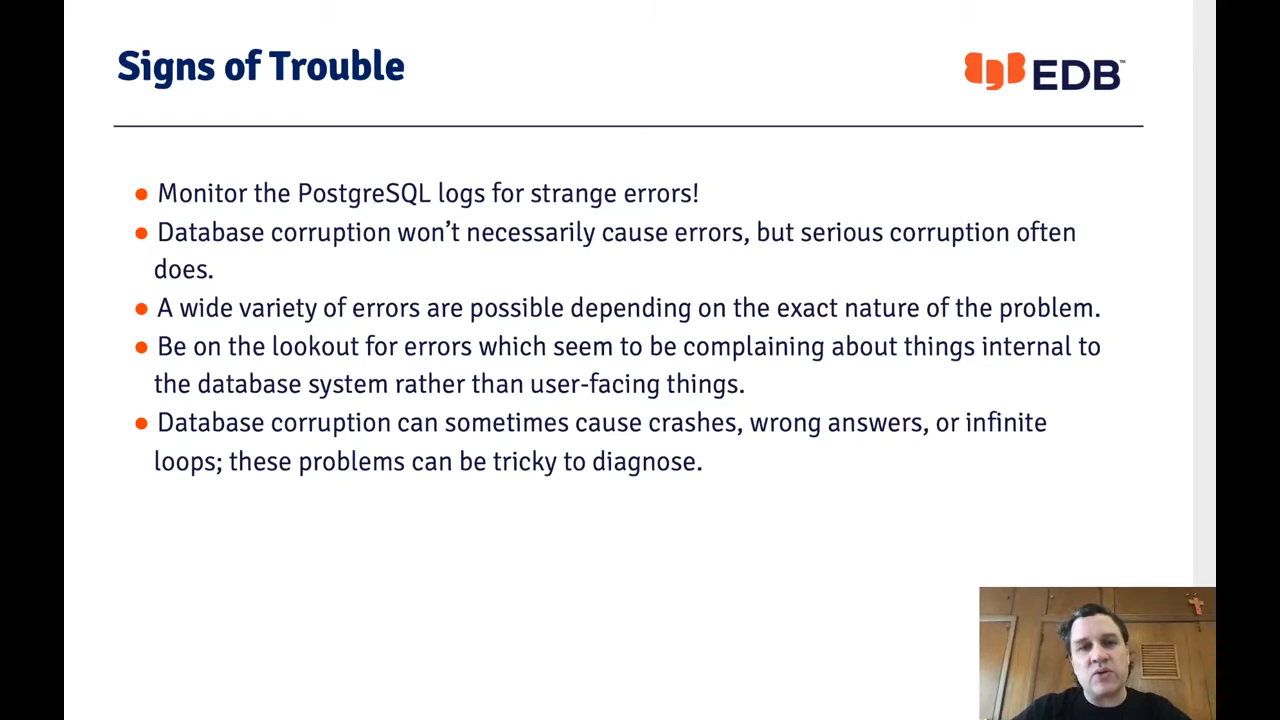 Signs of Trouble
EDB™
● Monitor the PostgreSQL logs for strange errors!
● Database corruption won’t necessarily cause errors, but serious corruption often
does.
● A wide variety of errors are possible depending on the exact nature of the problem.
● Be on the lookout for errors which seem to be complaining about things internal to
the database system rather than user-facing things.
● Database corruption can sometimes cause crashes, wrong answers, or infinite
loops; these problems can be tricky to diagnose.